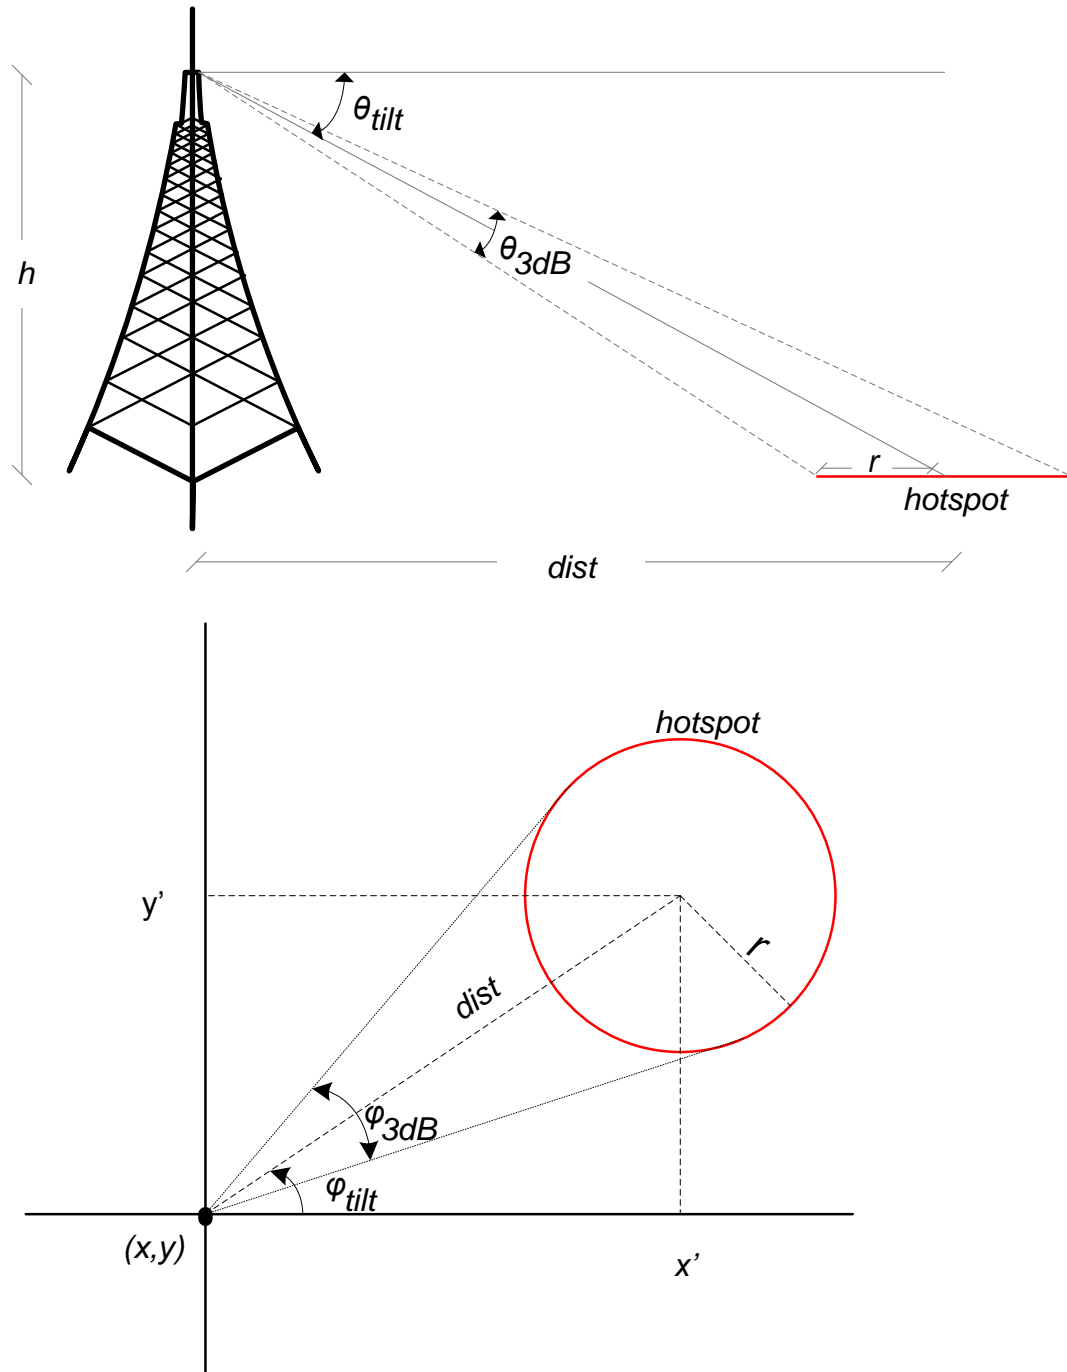 θtilt
θ3dB
h
r
hotspot
dist
hotspot
y’
r
dist
φ3dB
φtilt
(x,y)
x’